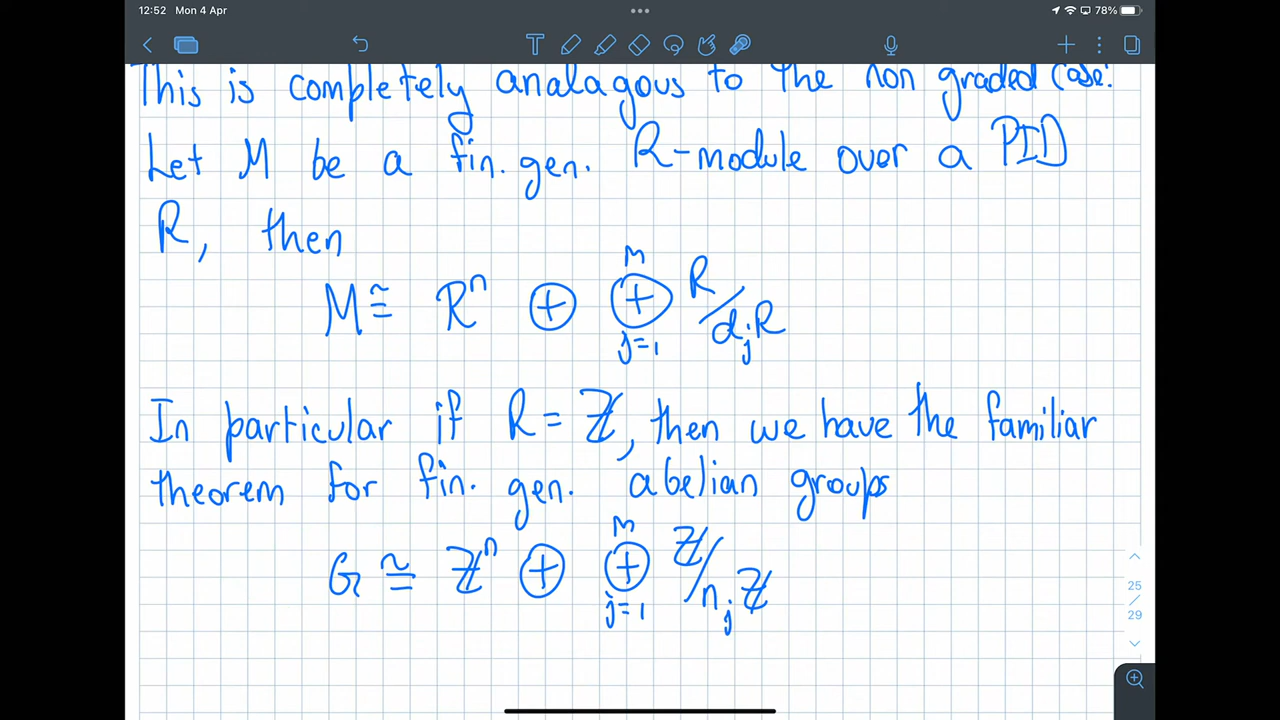 12:52 Mon 4 Apr
78%
This is completely analagous to the non graded case.
Let M be a fin. gen. R-module over a PID
R, then
M ≅ Rⁿ ⊕ ⊕_{j=1}^{m} R/d_jR
In particular if R = ℤ, then we have the familiar
theorem for fin. gen. abelian groups
G ≅ ℤⁿ ⊕ ⊕_{j=1}^{m} ℤ/n_jℤ
25
/
29